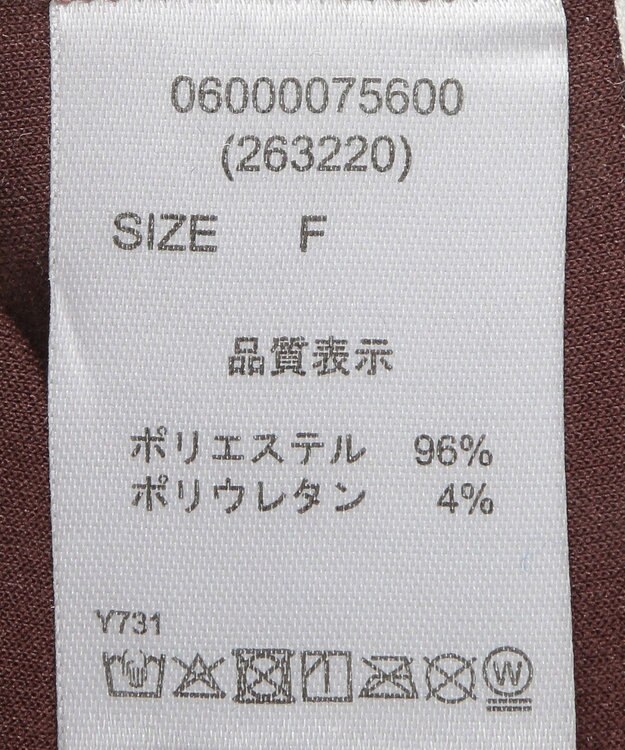 06000075600
(263220)
SIZE F
品質表示
ポリエステル 96%
ポリウレタン 4%
Y731
W